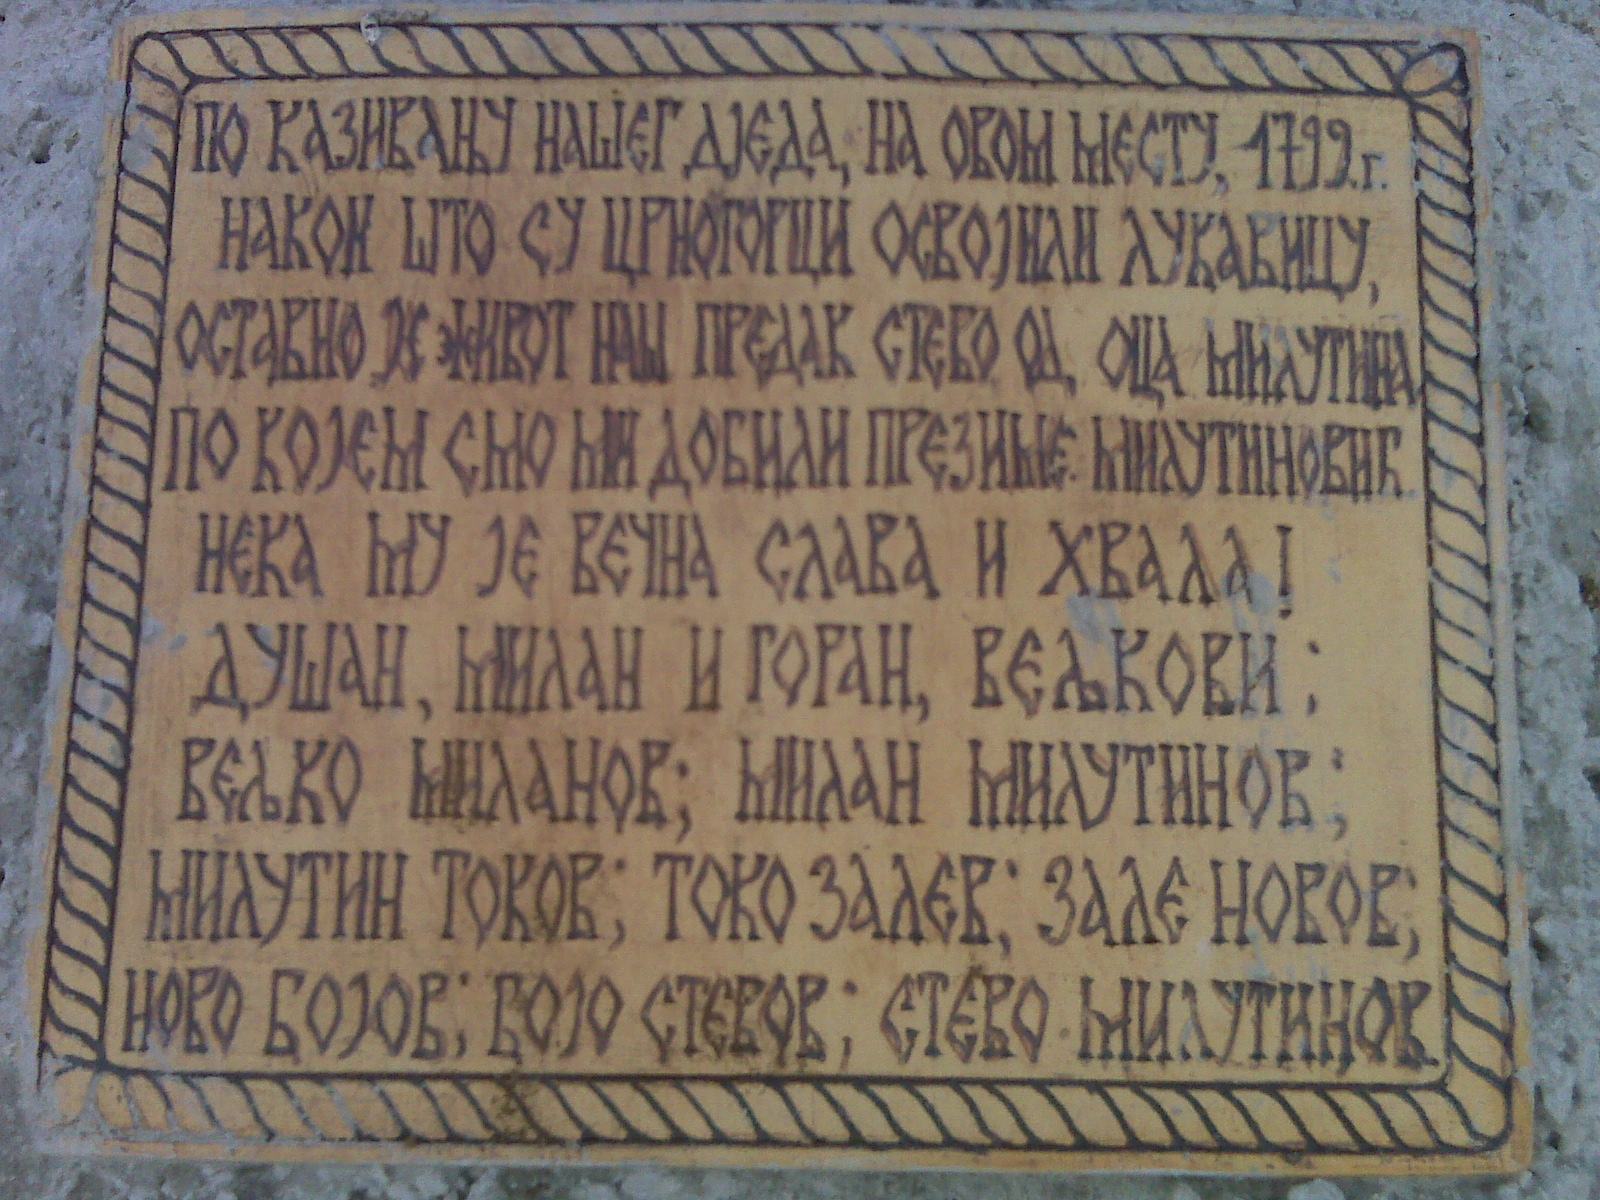 ПО КАЗИВАЊУ НАШЕГ ДЈЕДА, НА ОВОМ МЕСТУ, 1799.г.
НАКОН ШТО СУ ЦРНОГОРЦИ ОСВОЈИЛИ ЛУКАВИЦУ,
ОСТАВИО ЈЕ ЖИВОТ НАШ ПРЕДАК СТЕВО ОД ОЦА МИЛУТИНА
ПО КОЈЕМ СМО МИ ДОБИЛИ ПРЕЗИМЕ МИЛУТИНОВИЋ.
НЕКА МУ ЈЕ ВЕЧНА СЛАВА И ХВАЛА!
ДУШАН, МИЛАН И ГОРАН, ВЕЉКОВИ;
ВЕЉКО МИЛАНОВ; МИЛАН МИЛУТИНОВ;
МИЛУТИН ТОКОВ; ТОКО ЗАЛЕВ; ЗАЛЕ НОВОВ;
НОВО БОЈОВ; БОЈО СТЕВОВ; СТЕВО МИЛУТИНОВ.